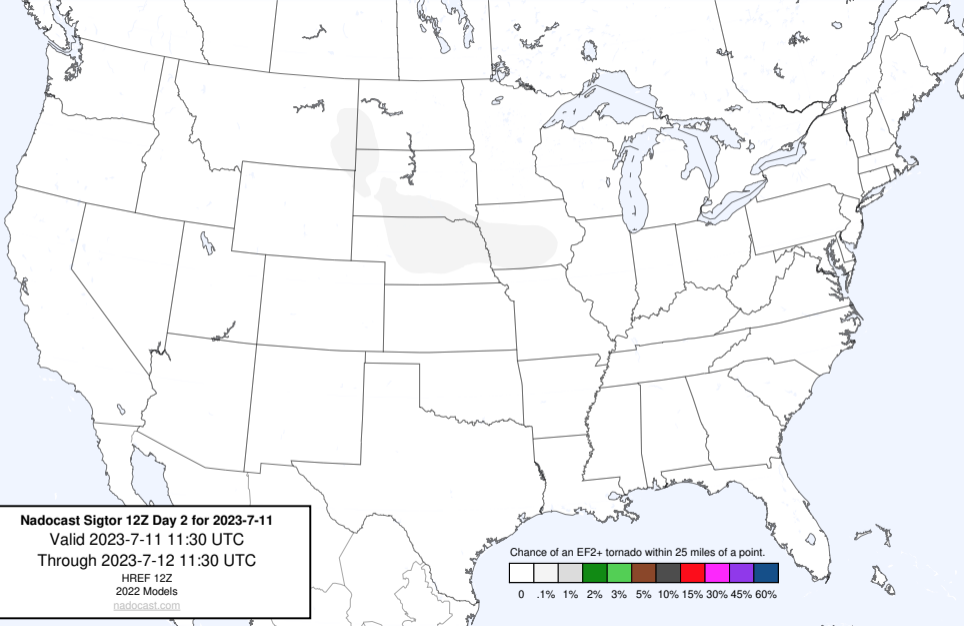 Nadocast Sigtor 12Z Day 2 for 2023-7-11
Valid 2023-7-11 11:30 UTC
Through 2023-7-12 11:30 UTC
HREF 12Z
2022 Models
nadocast.com
Chance of an EF2+ tornado within 25 miles of a point.
0 .1% 1% 2% 3% 5% 10% 15% 30% 45% 60%